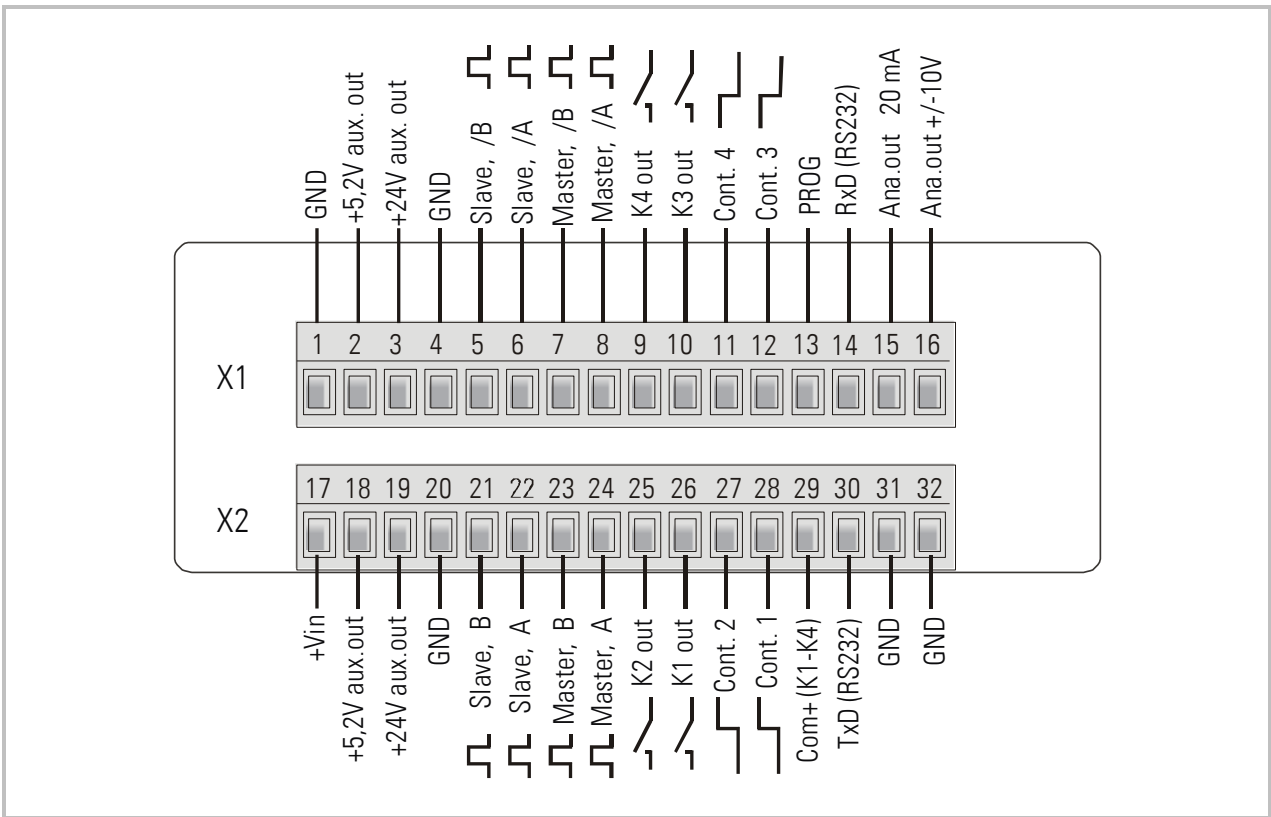 GND
+5,2V aux. out
+24V aux. out
GND
Slave, /B
Slave, /A
Master, /B
Master, /A
K4 out
K3 out
Cont. 4
Cont. 3
PROG
RxD (RS232)
Ana.out 20 mA
Ana.out +/-10V
X1
1 2 3 4 5 6 7 8 9 10 11 12 13 14 15 16
X2
17 18 19 20 21 22 23 24 25 26 27 28 29 30 31 32
+Vin
+5,2V aux.out
+24V aux.out
GND
Slave, B
Slave, A
Master, B
Master, A
K2 out
K1 out
Cont. 2
Cont. 1
Com+ (K1-K4)
TxD (RS232)
GND
GND